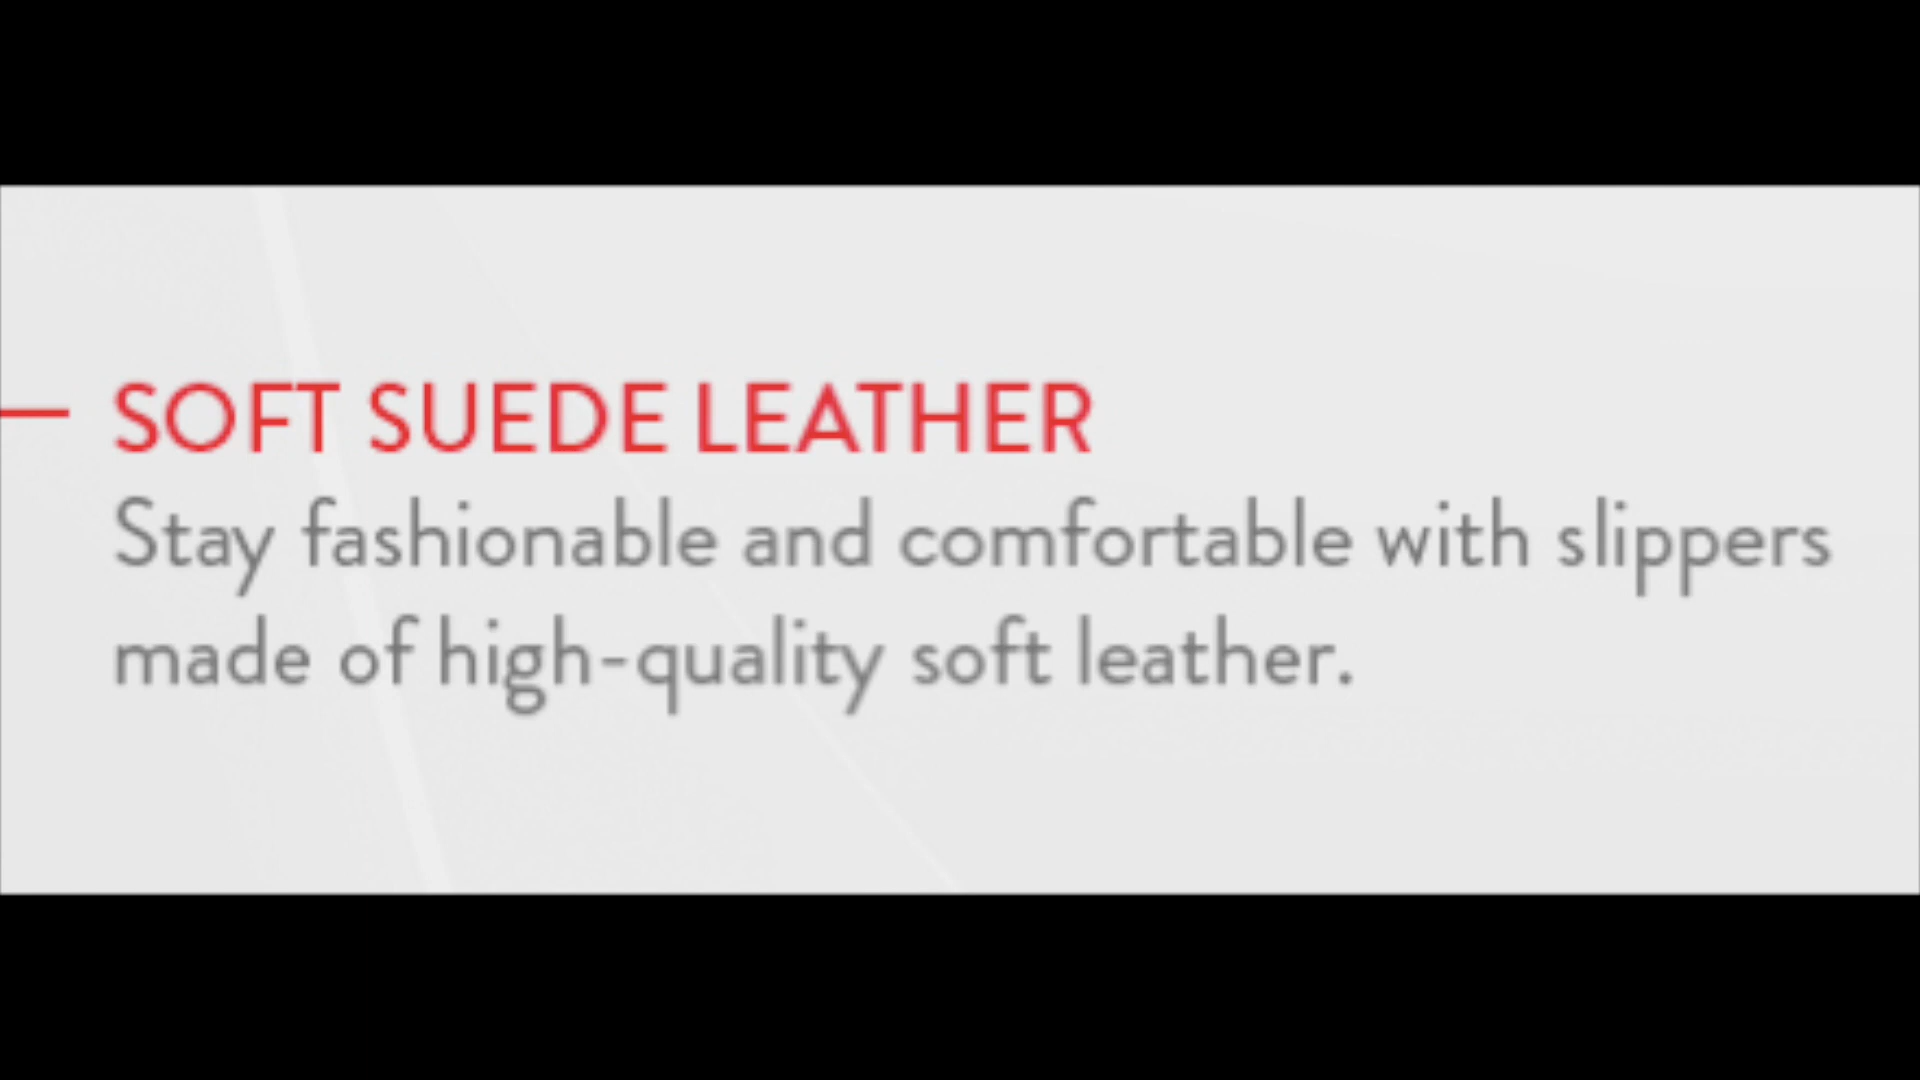 SOFT SUEDE LEATHER
Stay fashionable and comfortable with slippers
made of high-quality soft leather.